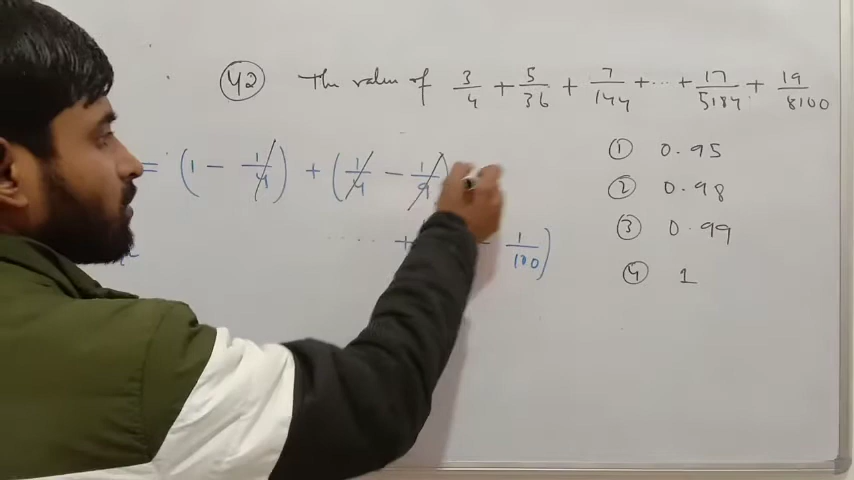 42 The value of 3/4 + 5/36 + 7/144 + ... + 17/5184 + 19/8100
= (1 - 1/4) + (1/4 - 1/9)
1 0.95
2 0.98
3 0.99
4 1
.... + - 1/100)